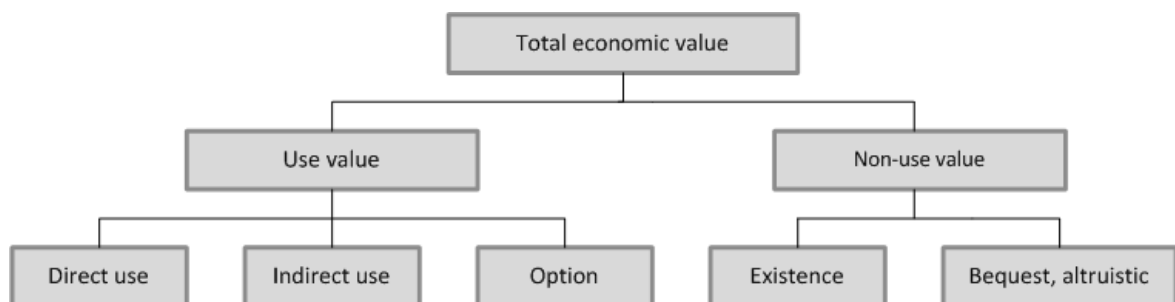 Total economic value
Use value
Non-use value
Direct use
Indirect use
Option
Existence
Bequest, altruistic